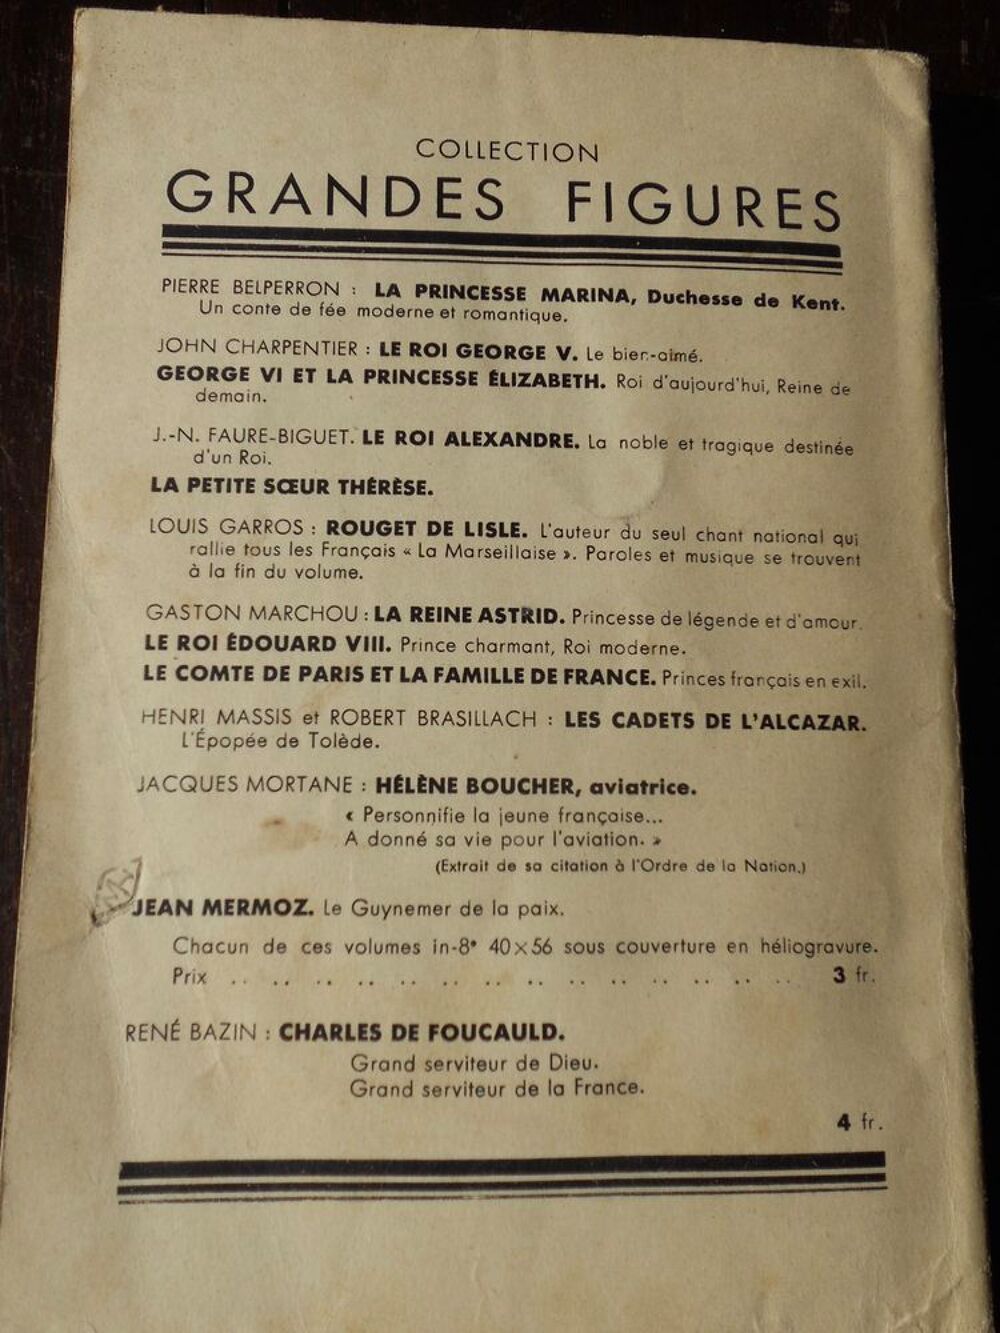 COLLECTION
GRANDES FIGURES
PIERRE BELPERRON : LA PRINCESSE MARINA, Duchesse de Kent.
Un conte de fée moderne et romantique.
JOHN CHARPENTIER : LE ROI GEORGE V. Le bien-aimé.
GEORGE VI ET LA PRINCESSE ÉLIZABETH. Roi d'aujourd'hui, Reine de
demain.
J.-N. FAURE-BIGUET. LE ROI ALEXANDRE. La noble et tragique destinée
d'un Roi.
LA PETITE SŒUR THÉRÈSE.
LOUIS GARROS : ROUGET DE LISLE. L'auteur du seul chant national qui
rallie tous les Français « La Marseillaise ». Paroles et musique se trouvent
à la fin du volume.
GASTON MARCHOU : LA REINE ASTRID. Princesse de légende et d'amour.
LE ROI ÉDOUARD VIII. Prince charmant, Roi moderne.
LE COMTE DE PARIS ET LA FAMILLE DE FRANCE. Princes français en exil.
HENRI MASSIS et ROBERT BRASILLACH : LES CADETS DE L'ALCAZAR.
L'Épopée de Tolède.
JACQUES MORTANE : HÉLÈNE BOUCHER, aviatrice.
« Personnifie la jeune française...
A donné sa vie pour l'aviation. »
(Extrait de sa citation à l'Ordre de la Nation.)
JEAN MERMOZ. Le Guynemer de la paix.
Chacun de ces volumes in-8° 40×56 sous couverture en héliogravure.
Prix .. .. .. .. .. .. .. .. .. .. .. .. .. .. 3 fr.
RENÉ BAZIN : CHARLES DE FOUCAULD.
Grand serviteur de Dieu.
Grand serviteur de la France.
4 fr.